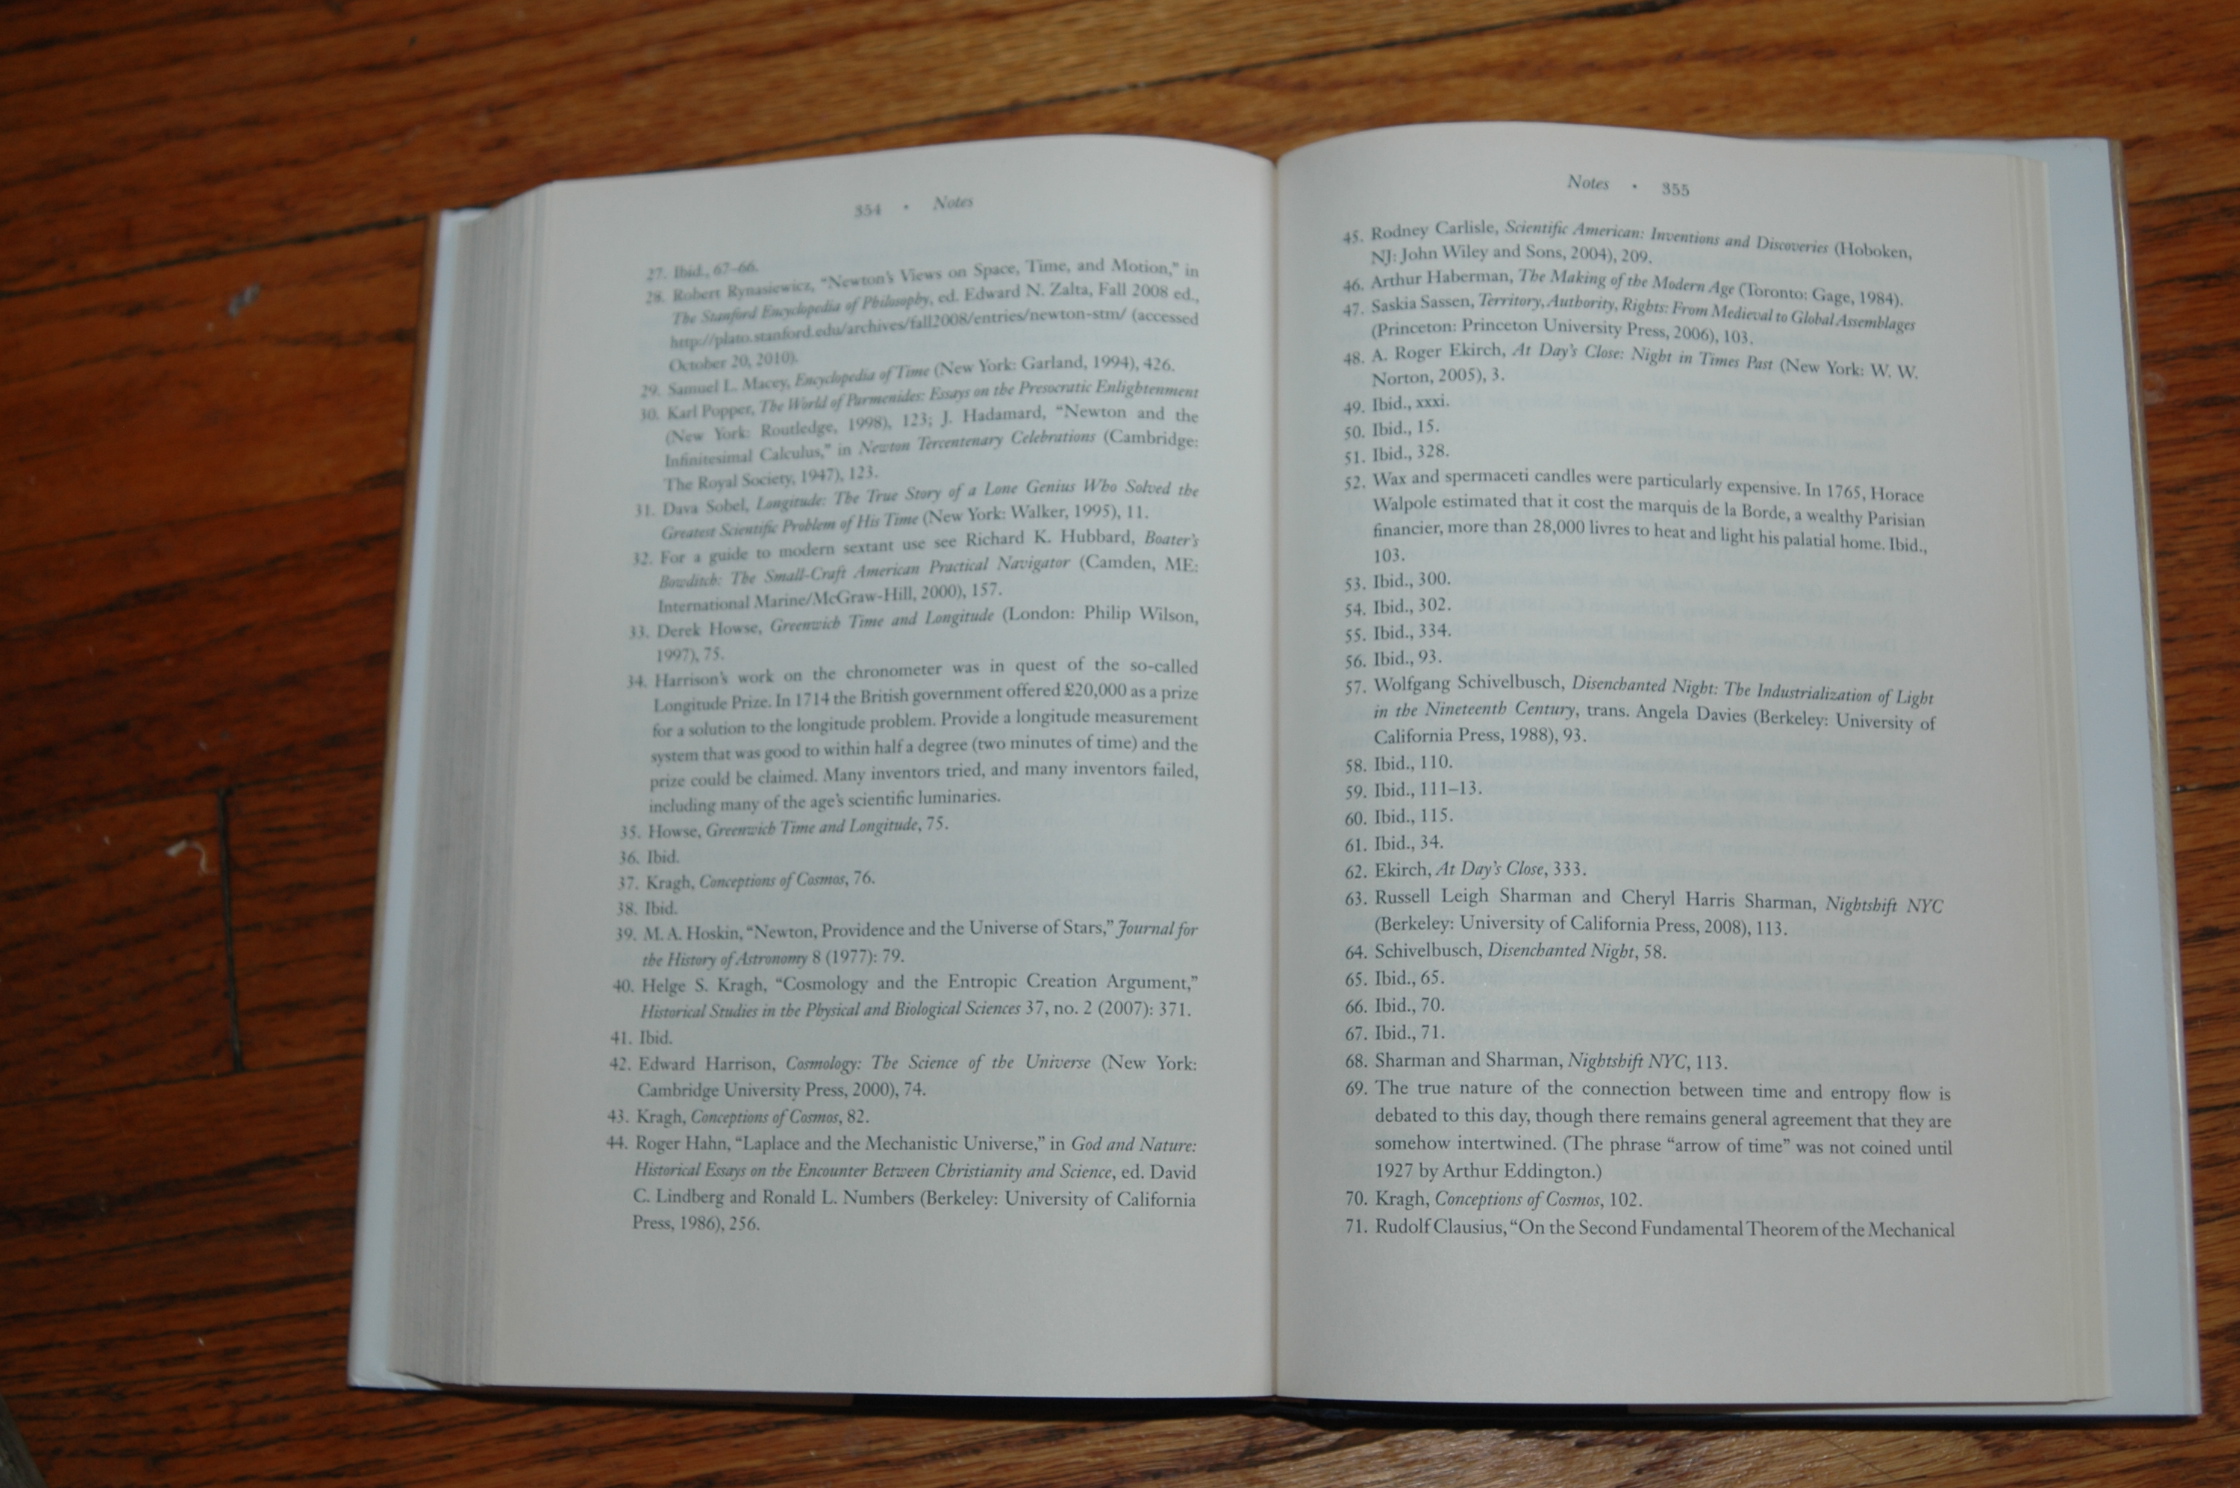 354 • Notes
27. Ibid., 67–66.
28. Robert Rynasiewicz, “Newton’s Views on Space, Time, and Motion,” in
The Stanford Encyclopedia of Philosophy, ed. Edward N. Zalta, Fall 2008 ed.,
http://plato.stanford.edu/archives/fall2008/entries/newton-stm/ (accessed
October 20, 2010).
29. Samuel L. Macey, Encyclopedia of Time (New York: Garland, 1994), 426.
30. Karl Popper, The World of Parmenides: Essays on the Presocratic Enlightenment
(New York: Routledge, 1998), 123; J. Hadamard, “Newton and the
Infinitesimal Calculus,” in Newton Tercentenary Celebrations (Cambridge:
The Royal Society, 1947), 123.
31. Dava Sobel, Longitude: The True Story of a Lone Genius Who Solved the
Greatest Scientific Problem of His Time (New York: Walker, 1995), 11.
32. For a guide to modern sextant use see Richard K. Hubbard, Boater’s
Bowditch: The Small-Craft American Practical Navigator (Camden, ME:
International Marine/McGraw-Hill, 2000), 157.
33. Derek Howse, Greenwich Time and Longitude (London: Philip Wilson,
1997), 75.
34. Harrison’s work on the chronometer was in quest of the so-called
Longitude Prize. In 1714 the British government offered £20,000 as a prize
for a solution to the longitude problem. Provide a longitude measurement
system that was good to within half a degree (two minutes of time) and the
prize could be claimed. Many inventors tried, and many inventors failed,
including many of the age’s scientific luminaries.
35. Howse, Greenwich Time and Longitude, 75.
36. Ibid.
37. Kragh, Conceptions of Cosmos, 76.
38. Ibid.
39. M. A. Hoskin, “Newton, Providence and the Universe of Stars,” Journal for
the History of Astronomy 8 (1977): 79.
40. Helge S. Kragh, “Cosmology and the Entropic Creation Argument,”
Historical Studies in the Physical and Biological Sciences 37, no. 2 (2007): 371.
41. Ibid.
42. Edward Harrison, Cosmology: The Science of the Universe (New York:
Cambridge University Press, 2000), 74.
43. Kragh, Conceptions of Cosmos, 82.
44. Roger Hahn, “Laplace and the Mechanistic Universe,” in God and Nature:
Historical Essays on the Encounter Between Christianity and Science, ed. David
C. Lindberg and Ronald L. Numbers (Berkeley: University of California
Press, 1986), 256.
Notes • 355
45. Rodney Carlisle, Scientific American: Inventions and Discoveries (Hoboken,
NJ: John Wiley and Sons, 2004), 209.
46. Arthur Haberman, The Making of the Modern Age (Toronto: Gage, 1984).
47. Saskia Sassen, Territory, Authority, Rights: From Medieval to Global Assemblages
(Princeton: Princeton University Press, 2006), 103.
48. A. Roger Ekirch, At Day’s Close: Night in Times Past (New York: W. W.
Norton, 2005), 3.
49. Ibid., xxxi.
50. Ibid., 15.
51. Ibid., 328.
52. Wax and spermaceti candles were particularly expensive. In 1765, Horace
Walpole estimated that it cost the marquis de la Borde, a wealthy Parisian
financier, more than 28,000 livres to heat and light his palatial home. Ibid.,
103.
53. Ibid., 300.
54. Ibid., 302.
55. Ibid., 334.
56. Ibid., 93.
57. Wolfgang Schivelbusch, Disenchanted Night: The Industrialization of Light
in the Nineteenth Century, trans. Angela Davies (Berkeley: University of
California Press, 1988), 93.
58. Ibid., 110.
59. Ibid., 111–13.
60. Ibid., 115.
61. Ibid., 34.
62. Ekirch, At Day’s Close, 333.
63. Russell Leigh Sharman and Cheryl Harris Sharman, Nightshift NYC
(Berkeley: University of California Press, 2008), 113.
64. Schivelbusch, Disenchanted Night, 58.
65. Ibid., 65.
66. Ibid., 70.
67. Ibid., 71.
68. Sharman and Sharman, Nightshift NYC, 113.
69. The true nature of the connection between time and entropy flow is
debated to this day, though there remains general agreement that they are
somehow intertwined. (The phrase “arrow of time” was not coined until
1927 by Arthur Eddington.)
70. Kragh, Conceptions of Cosmos, 102.
71. Rudolf Clausius, “On the Second Fundamental Theorem of the Mechanical